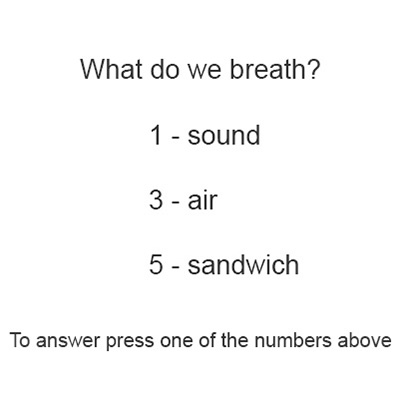 What do we breath?
1 - sound
3 - air
5 - sandwich
To answer press one of the numbers above